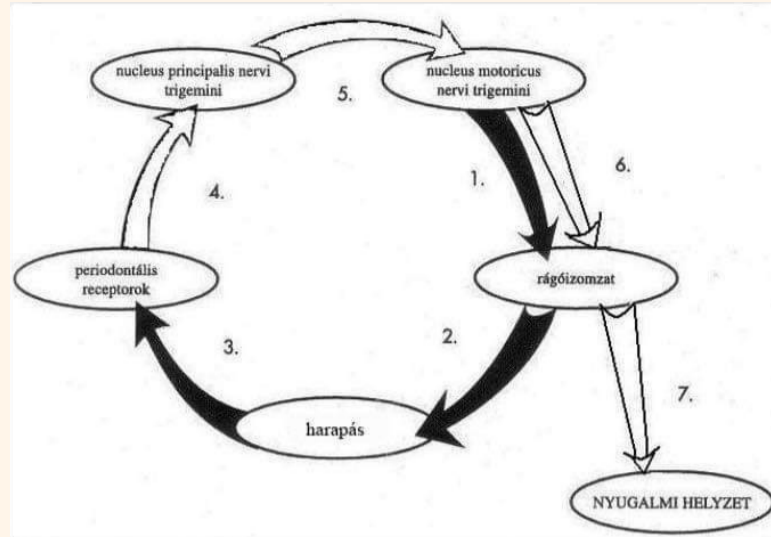 nucleus principalis nervi
trigemini
nucleus motoricus
nervi trigemini
5.
1.
6.
4.
periodontális
receptorok
rágóizomzat
3.
2.
harapás
7.
NYUGALMI HELYZET